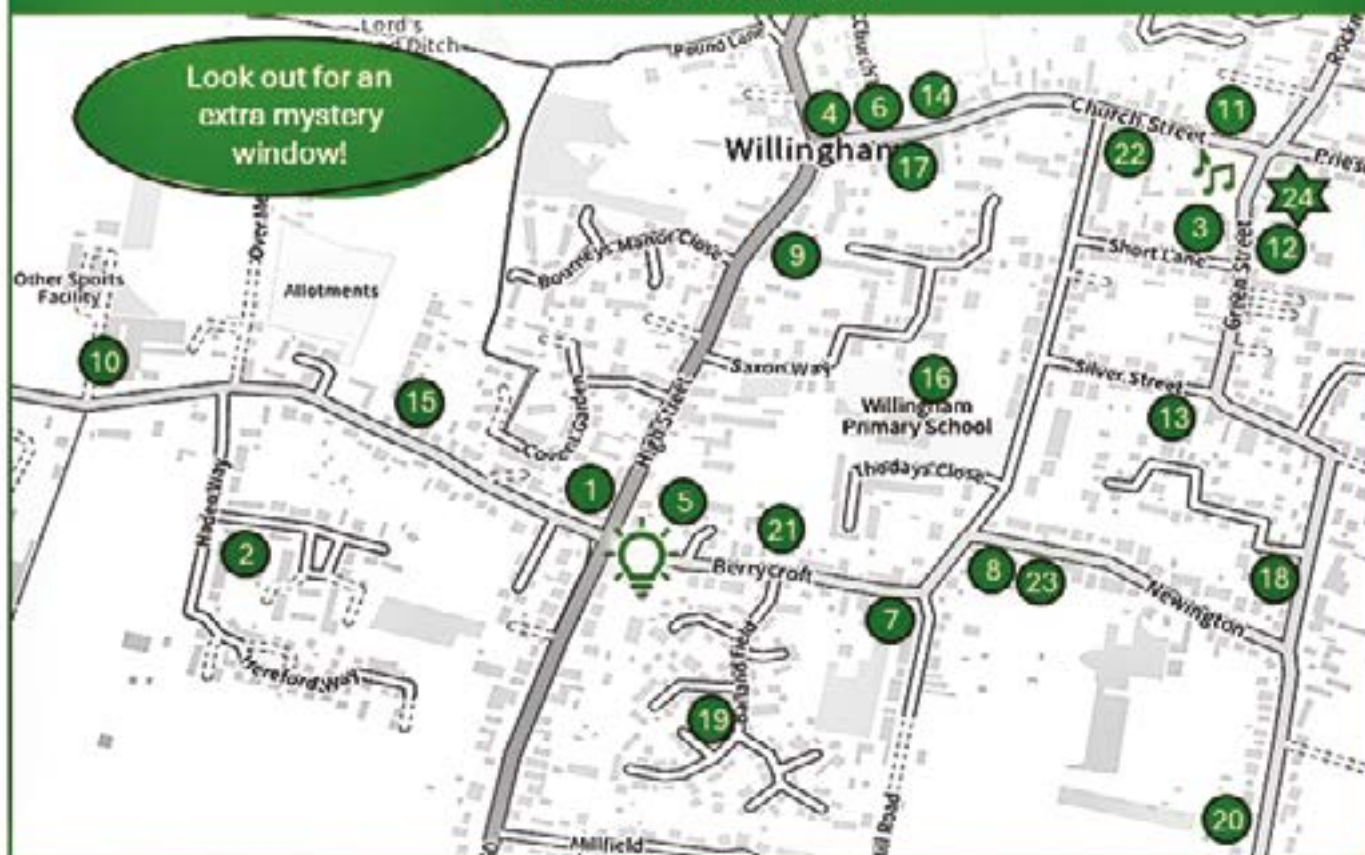 Look out for an
extra mystery
window!
Lord's
Ditch
Pound Lane
Church
4
6
14
Church Street
11
Willingham
17
22
24
3
12
Short Lane
Green Street
9
Bourneys Manor Close
Other Sports
Facility
Allotments
10
15
Saxon Way
16
Willingham
Primary School
Silver Street
13
Covent Garden
High Street
Thodays Close
1
5
21
2
Berrycroft
8
23
18
Newington
7
Hereford Way
19
20
Millfield